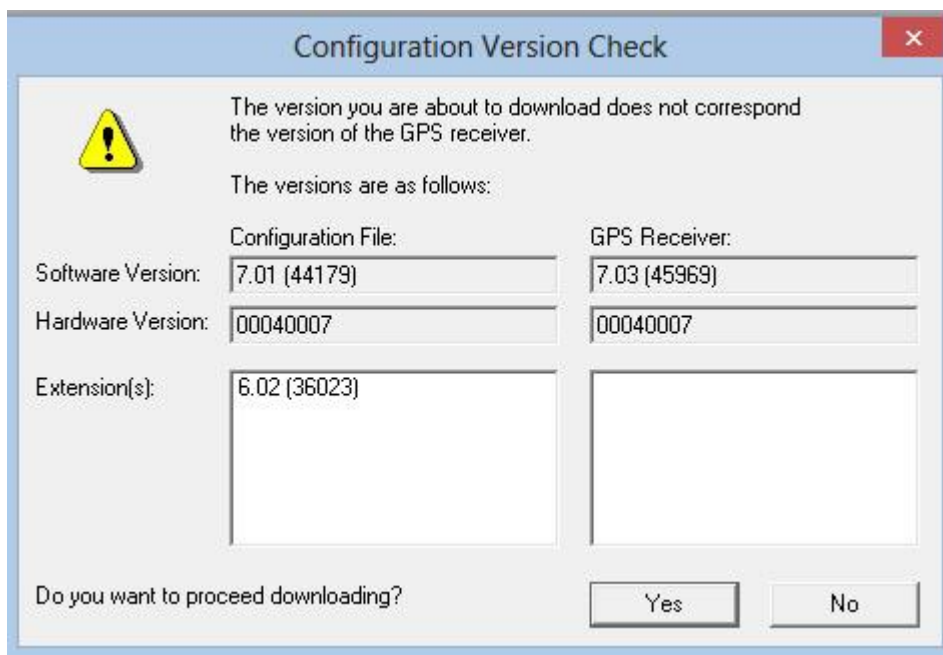 Configuration Version Check
The version you are about to download does not correspond
the version of the GPS receiver.
The versions are as follows:
Configuration File: GPS Receiver:
Software Version: 7.01 (44179) 7.03 (45969)
Hardware Version: 00040007 00040007
Extension(s): 6.02 (36023)
Do you want to proceed downloading? Yes No